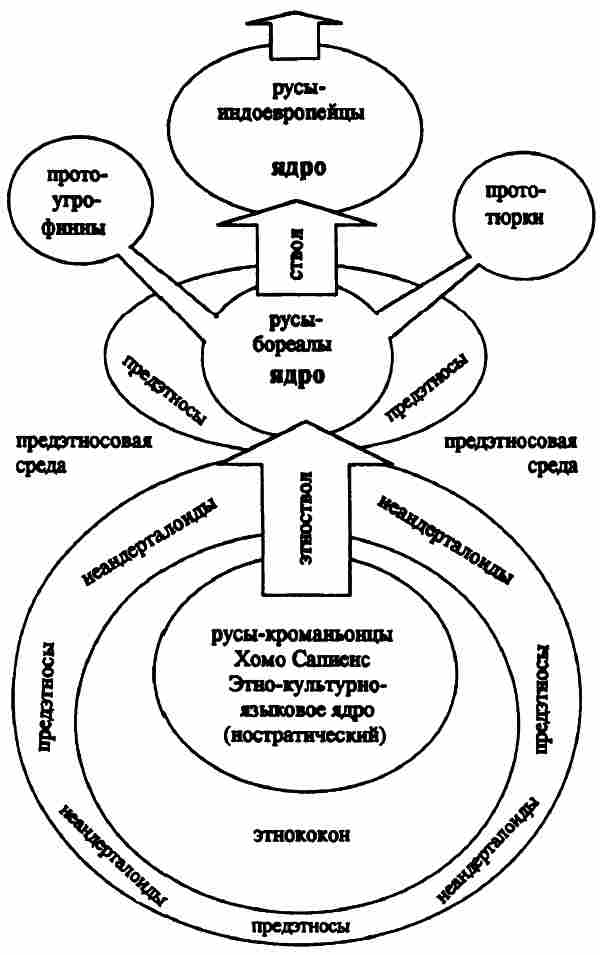 русы-
индоевропейцы
ядро
прото-
угро-
финны
прото-
тюрки
ствол
русы-
бореалы
ядро
предэтносы
предэтносы
предэтносовая
среда
предэтносовая
среда
этноствол
неандерталоиды
неандерталоиды
русы-кроманьонцы
Хомо Сапиенс
Этно-культурно-
языковое ядро
(ностратический)
предэтносы
предэтносы
этнококон
неандерталоиды
неандерталоиды
предэтносы